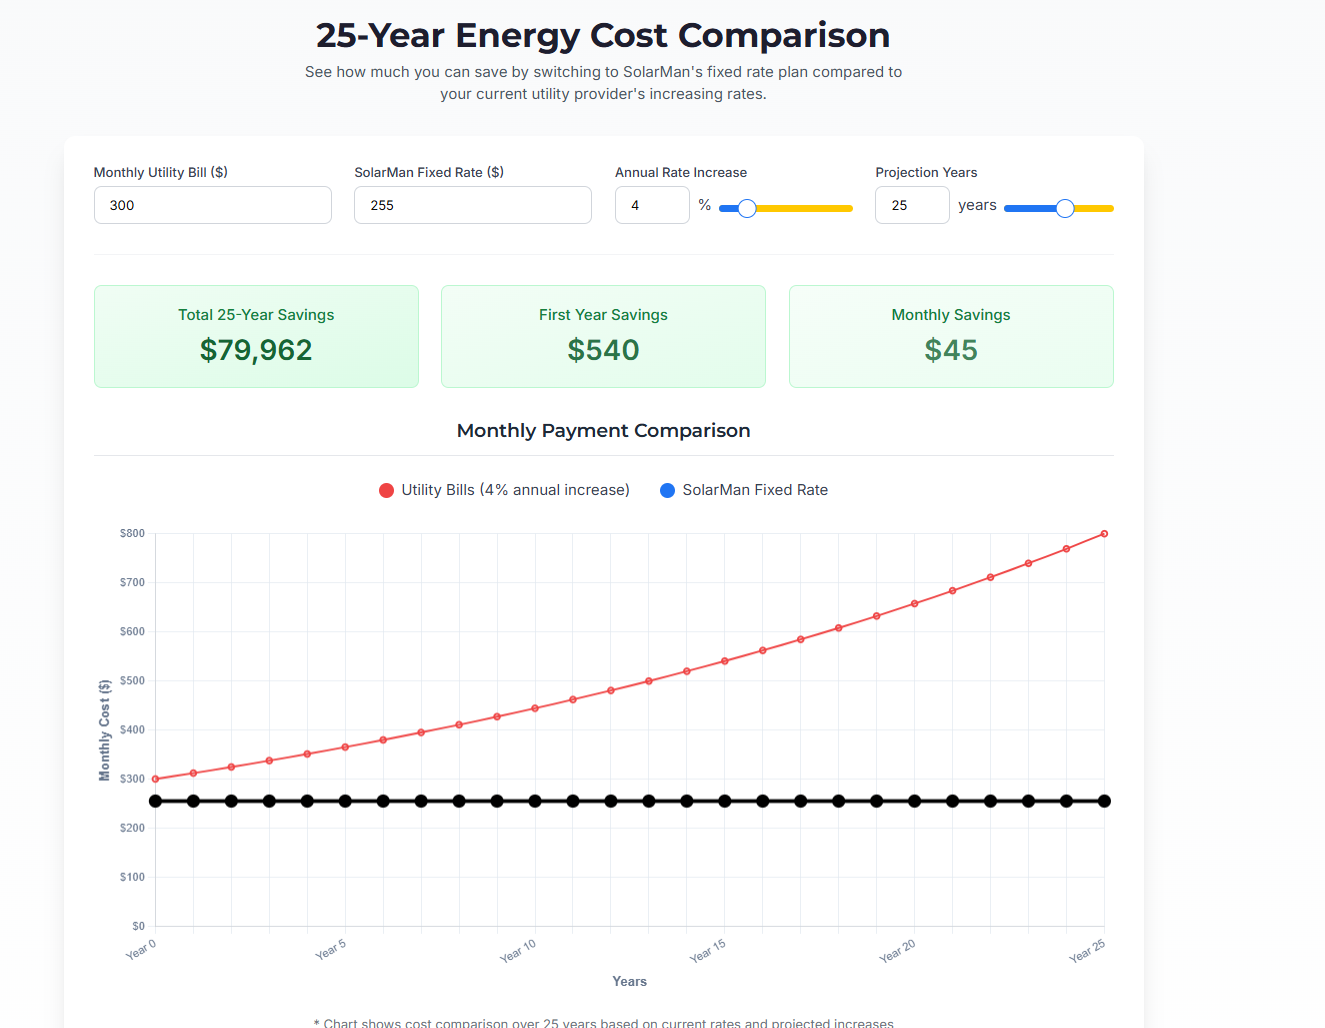 25-Year Energy Cost Comparison
See how much you can save by switching to SolarMan's fixed rate plan compared to
your current utility provider's increasing rates.
Monthly Utility Bill ($)
SolarMan Fixed Rate ($)
Annual Rate Increase
Projection Years
300
255
4
%
25
years
Total 25-Year Savings
$79,962
First Year Savings
$540
Monthly Savings
$45
Monthly Payment Comparison
Utility Bills (4% annual increase)
SolarMan Fixed Rate
$800
$700
$600
$500
$400
$300
$200
$100
$0
Monthly Cost ($)
Year 0
Year 5
Year 10
Year 15
Year 20
Year 25
Years
* Chart shows cost comparison over 25 years based on current rates and projected increases